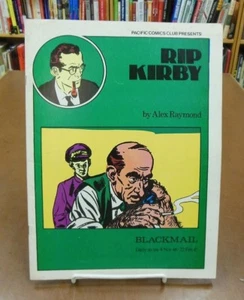 PACIFIC COMICS CLUB PRESENTS
RIP
KIRBY
by Alex Raymond
BLACKMAIL